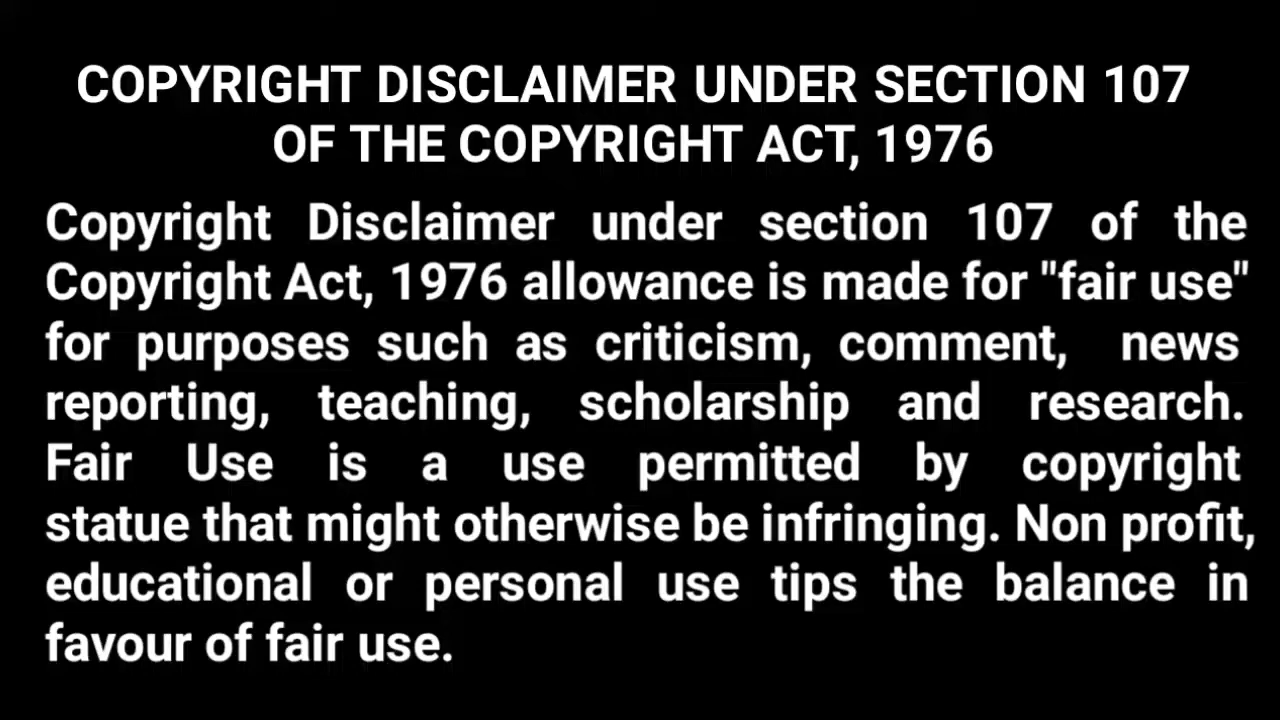 COPYRIGHT DISCLAIMER UNDER SECTION 107
OF THE COPYRIGHT ACT, 1976
Copyright Disclaimer under section 107 of the
Copyright Act, 1976 allowance is made for "fair use"
for purposes such as criticism, comment, news
reporting, teaching, scholarship and research.
Fair Use is a use permitted by copyright
statue that might otherwise be infringing. Non profit,
educational or personal use tips the balance in
favour of fair use.